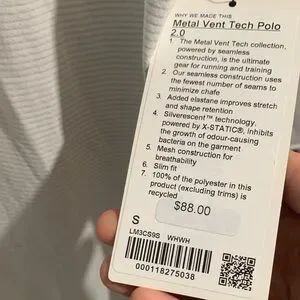 WHY WE MADE THIS
Metal Vent Tech Polo
2.0
1. The Metal Vent Tech collection,
powered by seamless
construction, is the ultimate
gear for running and training
2. Our seamless construction uses
the fewest number of seams to
minimize chafe
3. Added elastane improves stretch
and shape retention
4. Silverescent™ technology,
powered by X-STATIC®, inhibits
the growth of odour-causing
bacteria on the garment
5. Mesh construction for
breathability
6. Slim fit
7. 100% of the polyester in this
product (excluding trims) is
recycled
$88.00
S
LM3CS9S WHWH
000118275038